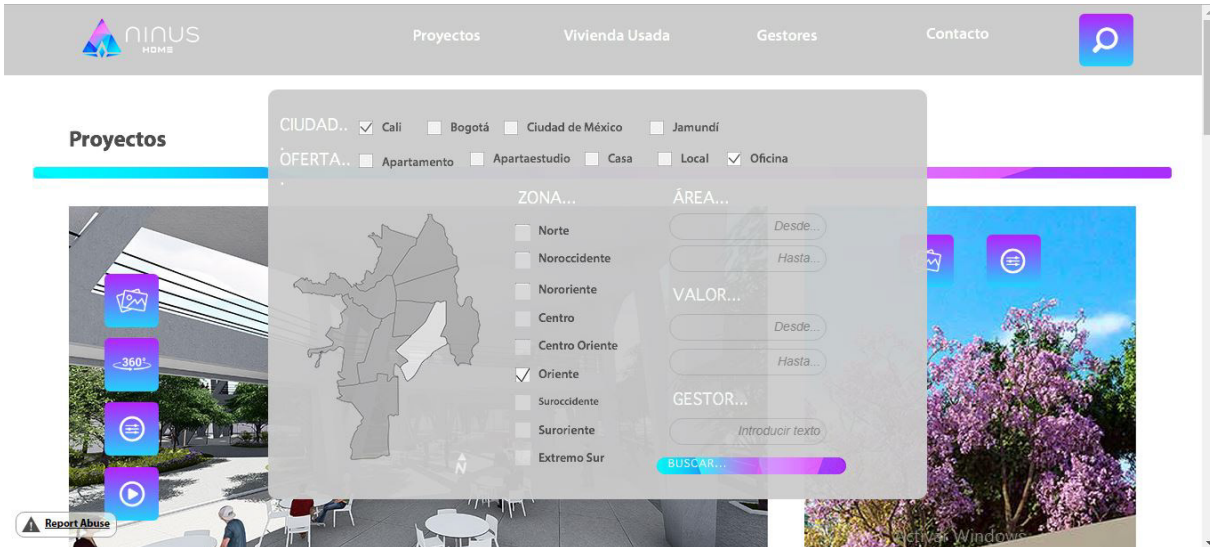 NINUS
HOME
Proyectos
Vivienda Usada
Gestores
Contacto
Proyectos
CIUDAD...
Cali
Bogotá
Ciudad de México
Jamundí
OFERTA...
Apartamento
Apartaestudio
Casa
Local
Oficina
ZONA...
Norte
Noroccidente
Nororiente
Centro
Centro Oriente
Oriente
Suroccidente
Suroriente
Extremo Sur
ÁREA...
Desde...
Hasta...
VALOR...
Desde...
Hasta...
GESTOR...
Introducir texto
BUSCAR...
360°
N
Report Abuse
Activar Windows